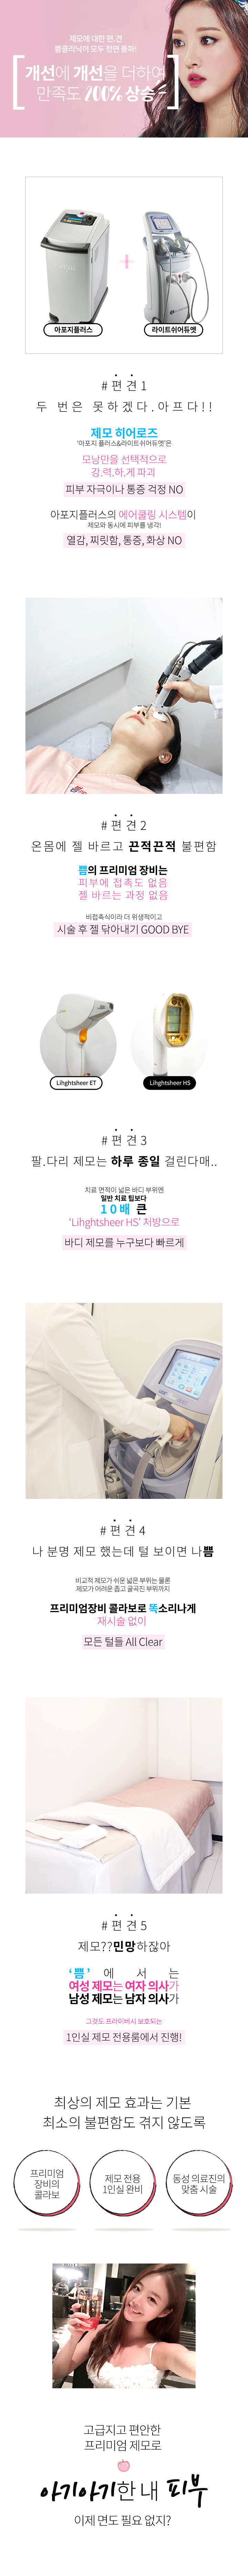 제모에 대한 편.견
쁨클리닉이 모두 정면 돌파!
[개선에 개선을 더하여
만족도 200% 상승]
아포지플러스
라이트쉬어듀엣
#편견1
두 번은 못하겠다.아프다!!
제모 히어로즈
'아포지 플러스&라이트쉬어듀엣'은
모낭만을 선택적으로
강.력.하.게 파괴
피부 자극이나 통증 걱정 NO
아포지플러스의 에어쿨링 시스템이
제모와 동시에 피부를 냉각!
열감, 찌릿함, 통증, 화상 NO
#편견2
온몸에 젤 바르고 끈적끈적 불편함
쁨의 프리미엄 장비는
피부에 접촉도 없음
젤 바르는 과정 없음
비접촉식이라 더 위생적이고
시술 후 젤 닦아내기 GOOD BYE
Lihghtsheer ET
Lihghtsheer HS
#편견3
팔.다리 제모는 하루 종일 걸린다매..
치료 면적이 넓은 바디 부위엔
일반 치료 팁보다
10배 큰
'Lihghtsheer HS' 처방으로
바디 제모를 누구보다 빠르게
#편견4
나 분명 제모 했는데 털 보이면 나쁨
비교적 제모가 쉬운 넓은 부위는 물론
제모가 어려운 좁고 굴곡진 부위까지
프리미엄장비 콜라보로 똑소리나게
재시술 없이
모든 털들 All Clear
#편견5
제모??민망하잖아
'쁨'에서는
여성 제모는 여자 의사가
남성 제모는 남자 의사가
그것도 프라이버시 보호되는
1인실 제모 전용룸에서 진행!
최상의 제모 효과는 기본
최소의 불편함도 겪지 않도록
프리미엄
장비의
콜라보
제모 전용
1인실 완비
동성 의료진의
맞춤 시술
고급지고 편안한
프리미엄 제모로
아기아기한 내 피부
이제 면도 필요 없지?